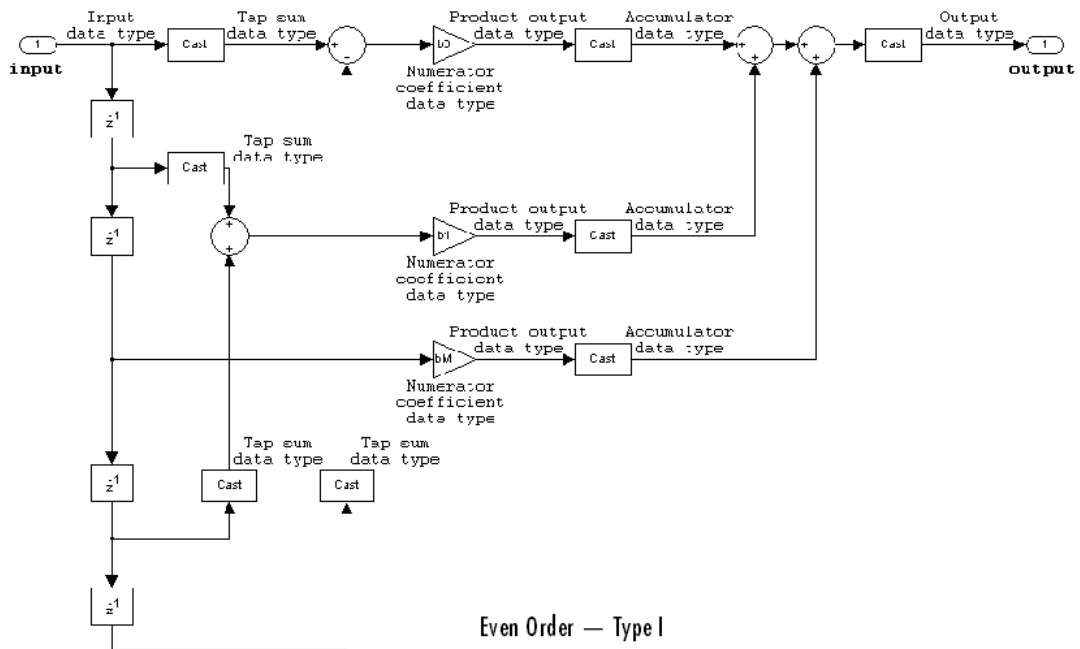 Input
data type
Tap sum
data type
Product output
data type
Accumulator
data type
Output
data type
1
input
Cast
+
-
b0
Cast
+
+
+
+
Cast
1
output
Numerator
coefficient
data type
z-1
Tap sum
data type
Cast
z-1
+
+
Product output
data type
Accumulator
data type
b1
Cast
Numerator
coefficient
data type
Product output
data type
Accumulator
data type
bM
Cast
Numerator
coefficient
data type
Tap sum
data type
Tap sum
data type
z-1
Cast
Cast
z-1
Even Order — Type I